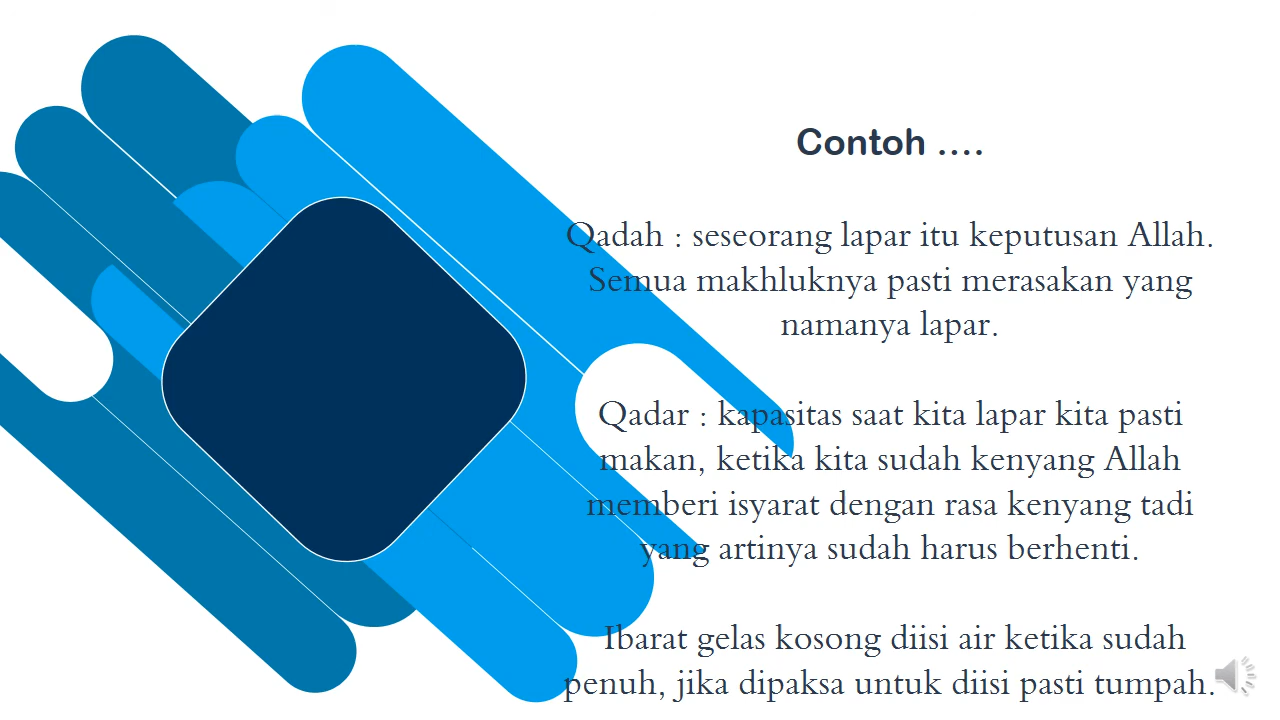 Contoh ....
Qadah : seseorang lapar itu keputusan Allah.
Semua makhluknya pasti merasakan yang
namanya lapar.
Qadar : kapasitas saat kita lapar kita pasti
makan, ketika kita sudah kenyang Allah
memberi isyarat dengan rasa kenyang tadi
yang artinya sudah harus berhenti.
Ibarat gelas kosong diisi air ketika sudah
penuh, jika dipaksa untuk diisi pasti tumpah.